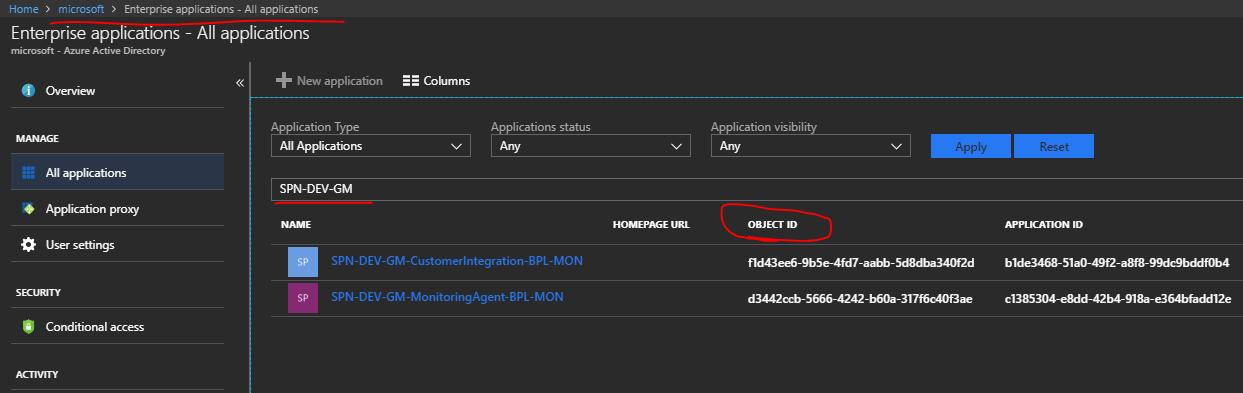 Home > microsoft > Enterprise applications - All applications
Enterprise applications - All applications
microsoft - Azure Active Directory
Overview
MANAGE
All applications
Application proxy
User settings
SECURITY
Conditional access
ACTIVITY
«
New application Columns
Application Type Applications status Application visibility
All Applications Any Any Apply Reset
SPN-DEV-GM
NAME HOMEPAGE URL OBJECT ID APPLICATION ID
SP SPN-DEV-GM-CustomerIntegration-BPL-MON f1d43ee6-9b5e-4fd7-aabb-5d8dba340f2d b1de3468-51a0-49f2-a8f8-99dc9bddf0b4
SP SPN-DEV-GM-MonitoringAgent-BPL-MON d3442ccb-5666-4242-b60a-317f6c40f3ae c1385304-e8dd-42b4-918a-e364bfadd12e